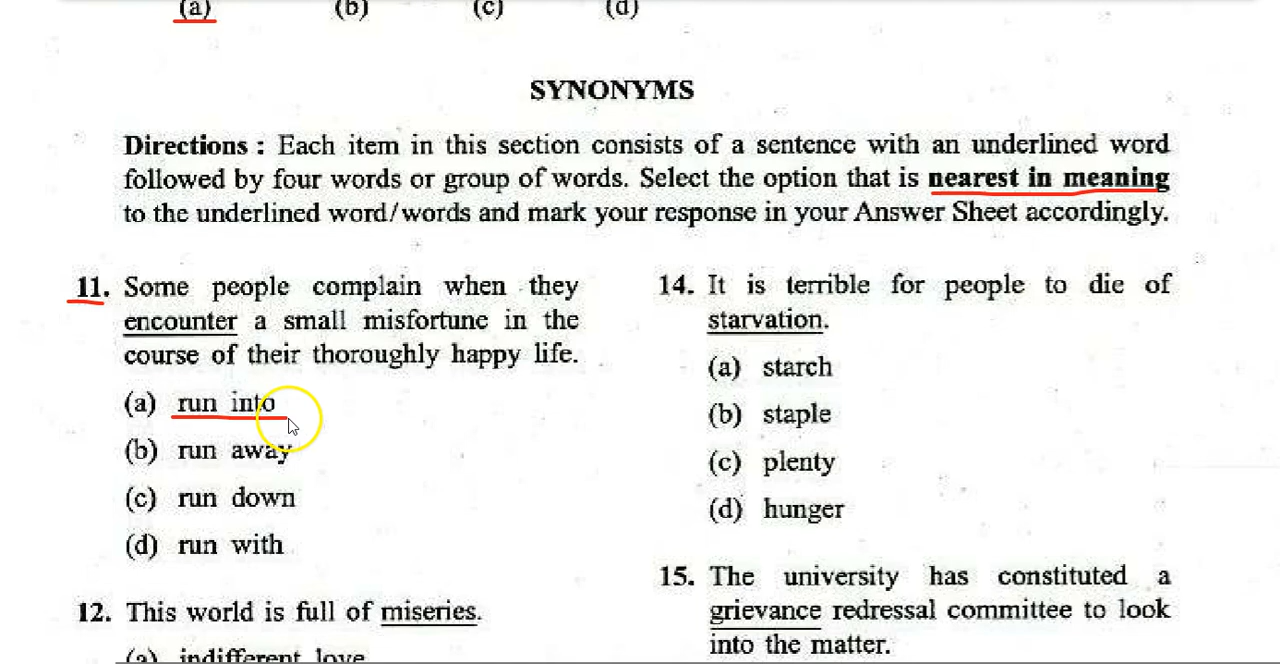 (a) (b) (c) (d)
SYNONYMS
Directions : Each item in this section consists of a sentence with an underlined word
followed by four words or group of words. Select the option that is nearest in meaning
to the underlined word/words and mark your response in your Answer Sheet accordingly.
11. Some people complain when they
encounter a small misfortune in the
course of their thoroughly happy life.
(a) run into
(b) run away
(c) run down
(d) run with
12. This world is full of miseries.
(a) indifferent love
14. It is terrible for people to die of
starvation.
(a) starch
(b) staple
(c) plenty
(d) hunger
15. The university has constituted a
grievance redressal committee to look
into the matter.